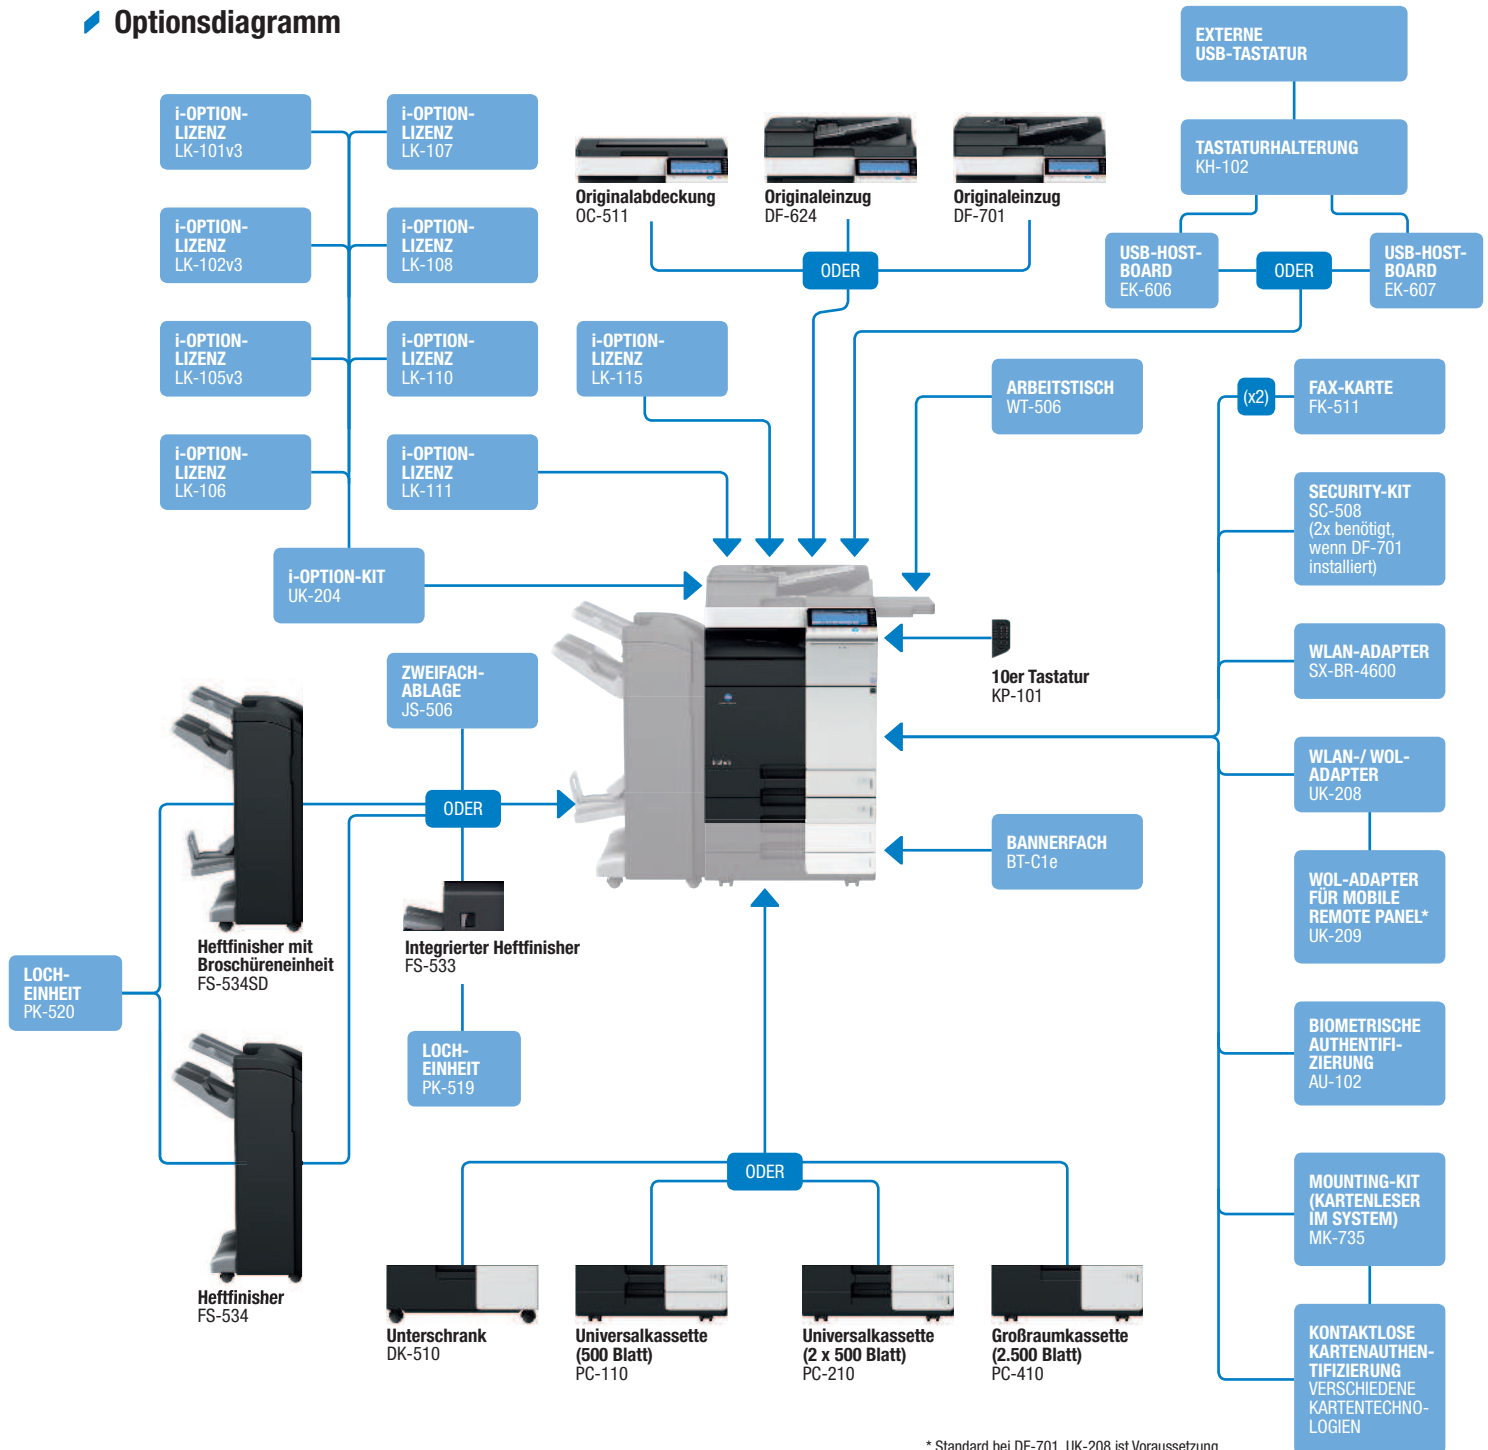 Optionsdiagramm
EXTERNE
USB-TASTATUR
TASTATURHALTERUNG
KH-102
USB-HOST-
BOARD
EK-606
ODER
USB-HOST-
BOARD
EK-607
i-OPTION-
LIZENZ
LK-101v3
i-OPTION-
LIZENZ
LK-107
i-OPTION-
LIZENZ
LK-102v3
i-OPTION-
LIZENZ
LK-108
i-OPTION-
LIZENZ
LK-105v3
i-OPTION-
LIZENZ
LK-110
i-OPTION-
LIZENZ
LK-106
i-OPTION-
LIZENZ
LK-111
i-OPTION-
LIZENZ
LK-115
i-OPTION-KIT
UK-204
Originalabdeckung
OC-511
Originaleinzug
DF-624
Originaleinzug
DF-701
ODER
ARBEITSTISCH
WT-506
10er Tastatur
KP-101
BANNERFACH
BT-C1e
(x2)
FAX-KARTE
FK-511
SECURITY-KIT
SC-508
(2x benötigt,
wenn DF-701
installiert)
WLAN-ADAPTER
SX-BR-4600
WLAN-/ WOL-
ADAPTER
UK-208
WOL-ADAPTER
FÜR MOBILE
REMOTE PANEL*
UK-209
BIOMETRISCHE
AUTHENTIFI-
ZIERUNG
AU-102
MOUNTING-KIT
(KARTENLESER
IM SYSTEM)
MK-735
KONTAKTLOSE
KARTENAUTHEN-
TIFIZIERUNG
VERSCHIEDENE
KARTENTECHNO-
LOGIEN
ZWEIFACH-
ABLAGE
JS-506
ODER
Integrierter Heftfinisher
FS-533
LOCH-
EINHEIT
PK-519
Heftfinisher mit
Broschüreneinheit
FS-534SD
LOCH-
EINHEIT
PK-520
Heftfinisher
FS-534
ODER
Unterschrank
DK-510
Universalkassette
(500 Blatt)
PC-110
Universalkassette
(2 x 500 Blatt)
PC-210
Großraumkassette
(2.500 Blatt)
PC-410
* Standard bei DF-701, UK-208 ist Voraussetzung